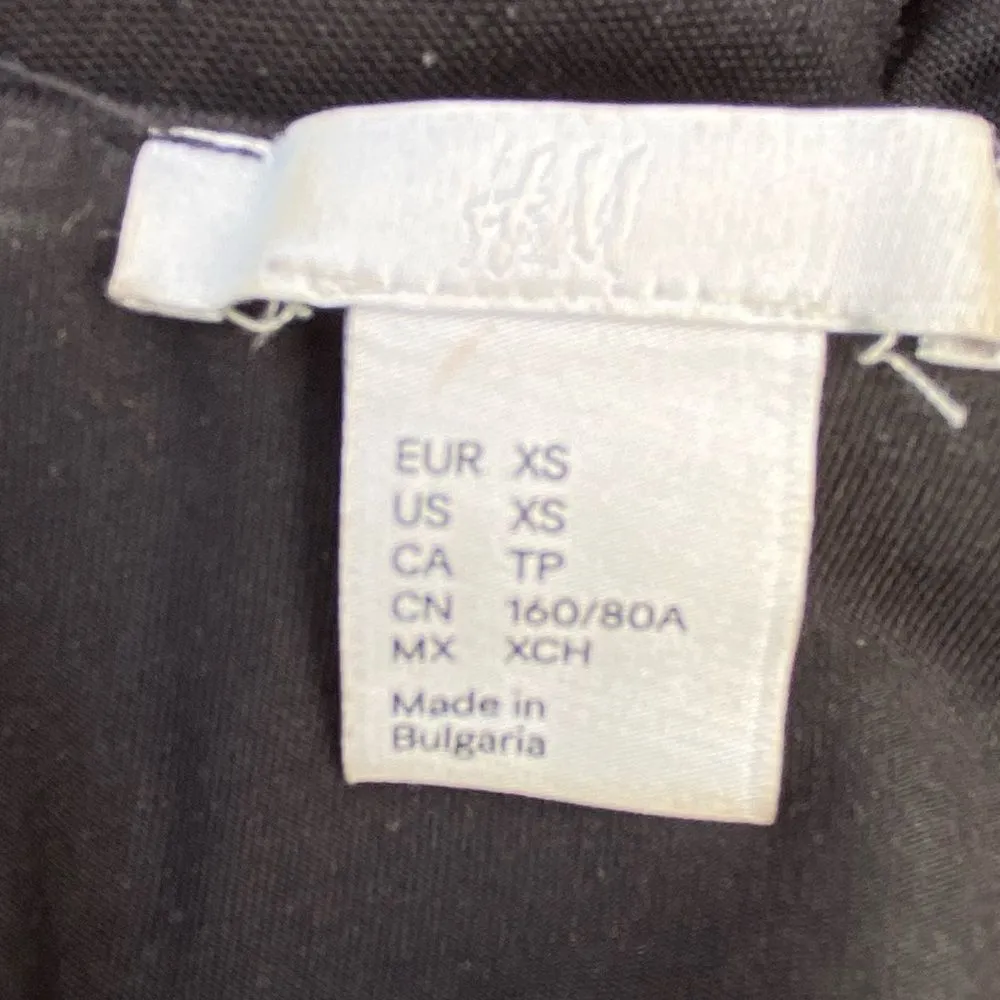 H&M
EUR XS
US XS
CA TP
CN 160/80A
MX XCH
Made in
Bulgaria